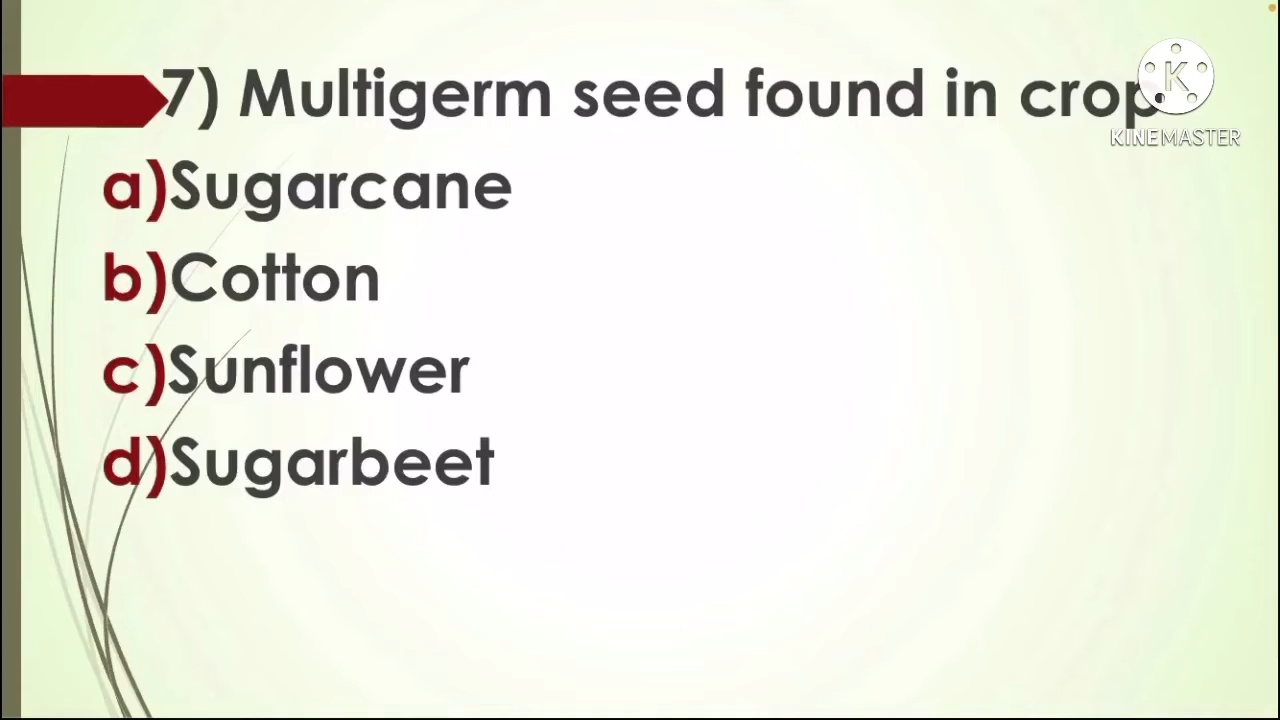 7) Multigerm seed found in crop
a)Sugarcane
b)Cotton
c)Sunflower
d)Sugarbeet
K
KINEMASTER